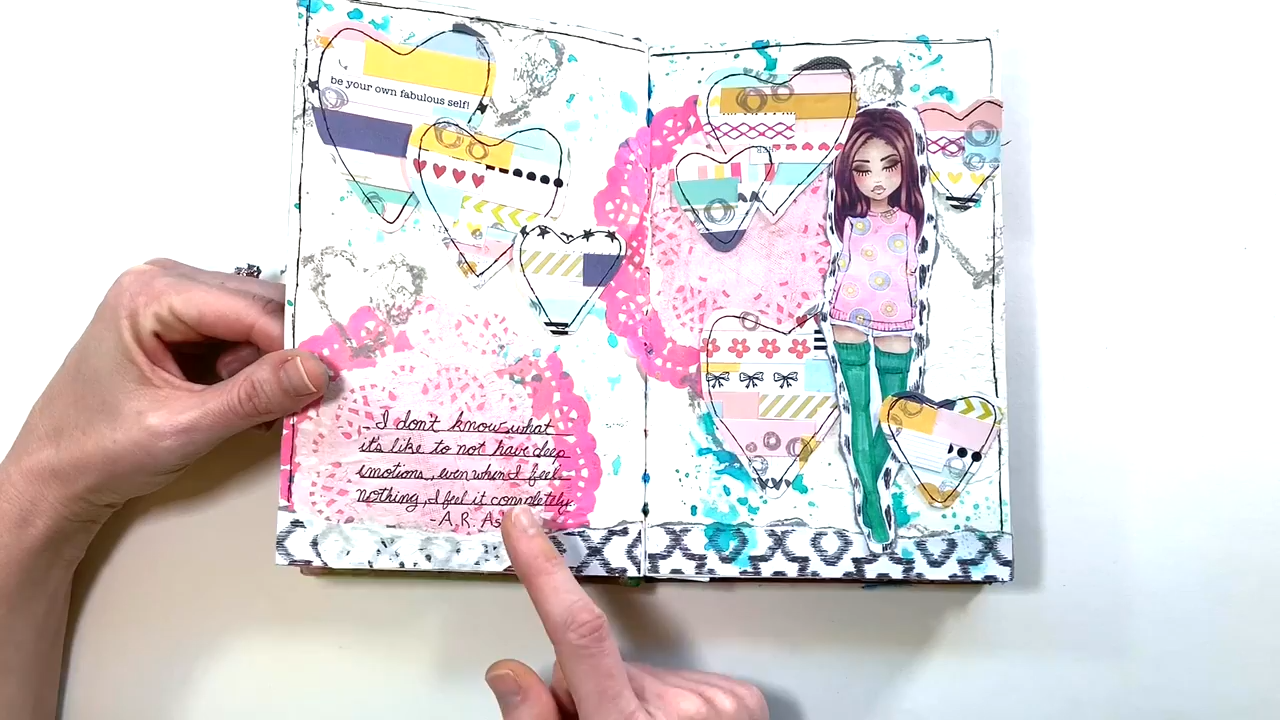 be your own fabulous self!
I don't know what
it's like to not have deep
emotions, even when I feel
nothing, I feel it completely
-A.R. As